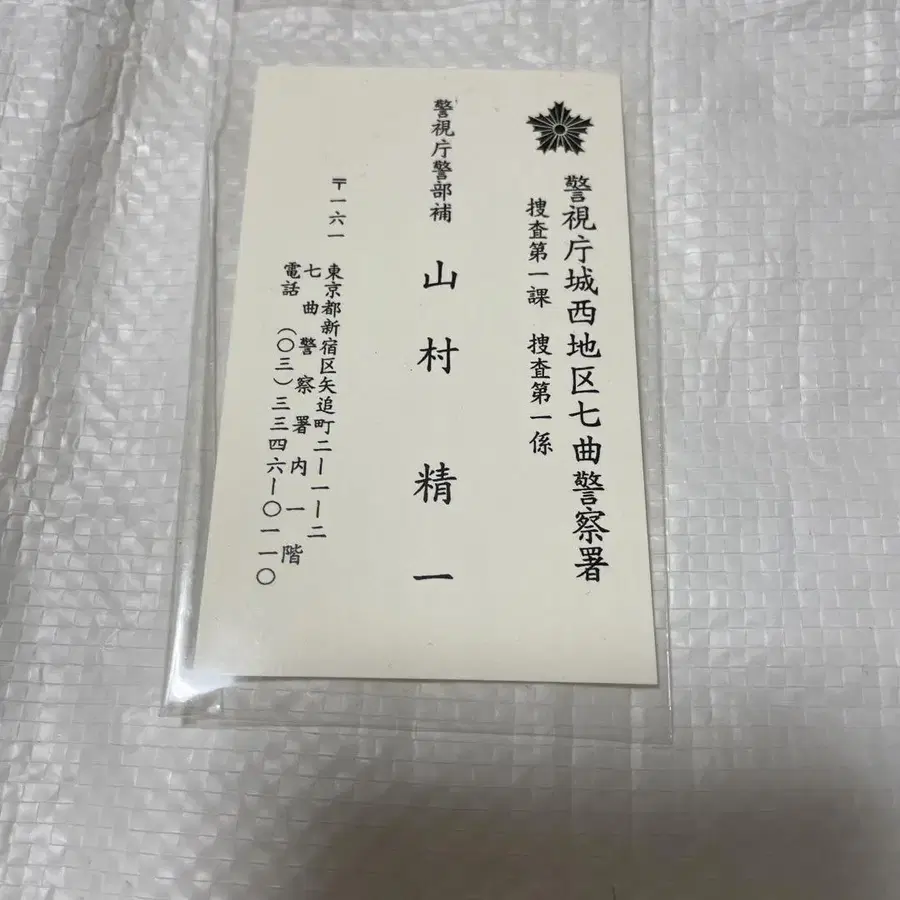 警視庁城西地区七曲警察署
捜査第一課　捜査第一係
警視庁警部補　山村　精一
〒一六一
東京都新宿区矢追町二ー一ー二
七曲警察署内一階
電話　(〇三)三三四六ー〇一一〇